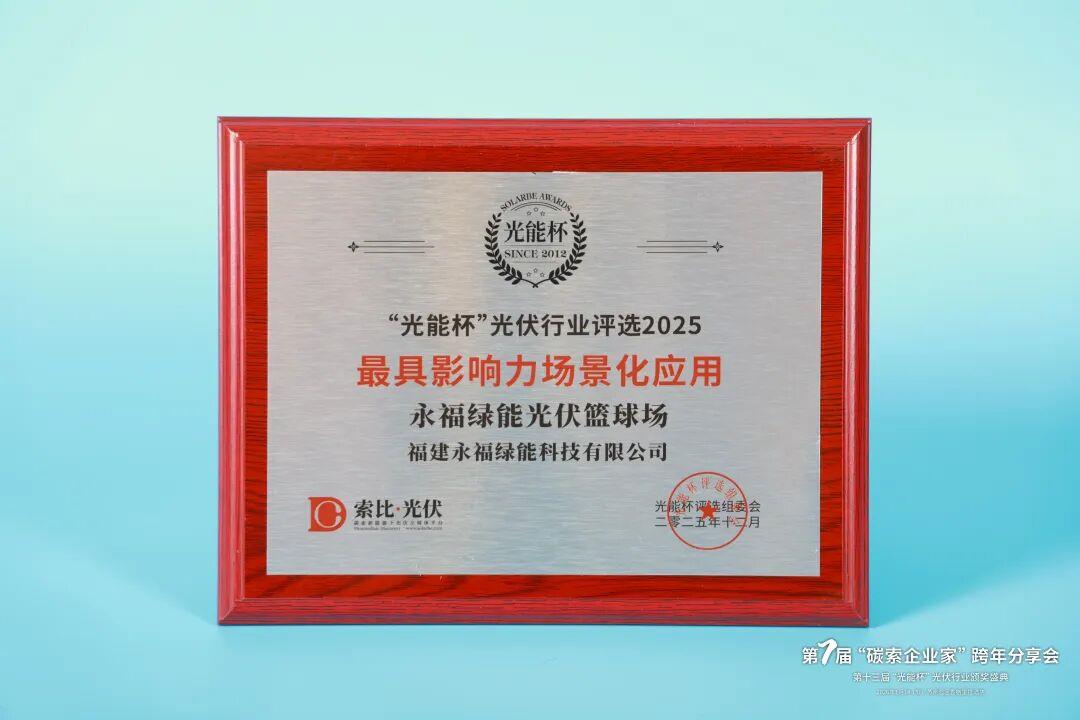 SOLARBE AWARDS
光能杯
SINCE 2012
“光能杯”光伏行业评选2025
最具影响力场景化应用
永福绿能光伏篮球场
福建永福绿能科技有限公司
索比·光伏
光能杯评选组委会
二零二五年十二月
第7届“碳索企业家”跨年分享会
第十三届“光能杯”光伏行业颁奖盛典